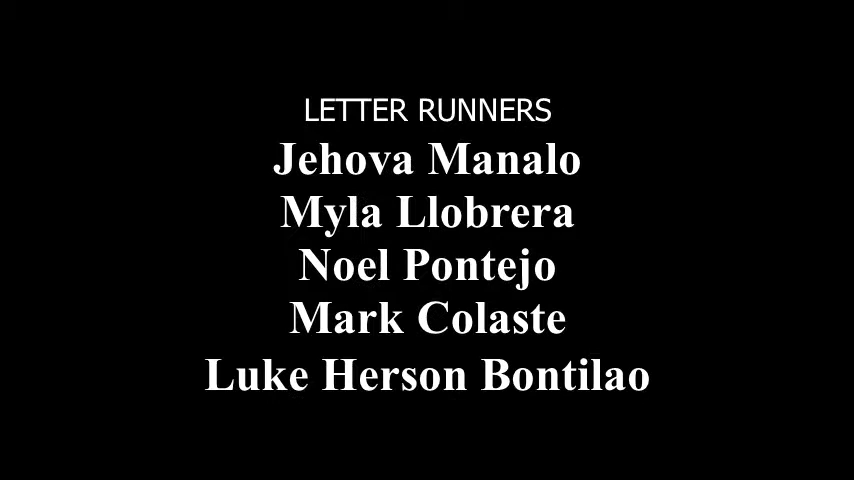 LETTER RUNNERS
Jehova Manalo
Myla Llobrera
Noel Pontejo
Mark Colaste
Luke Herson Bontilao